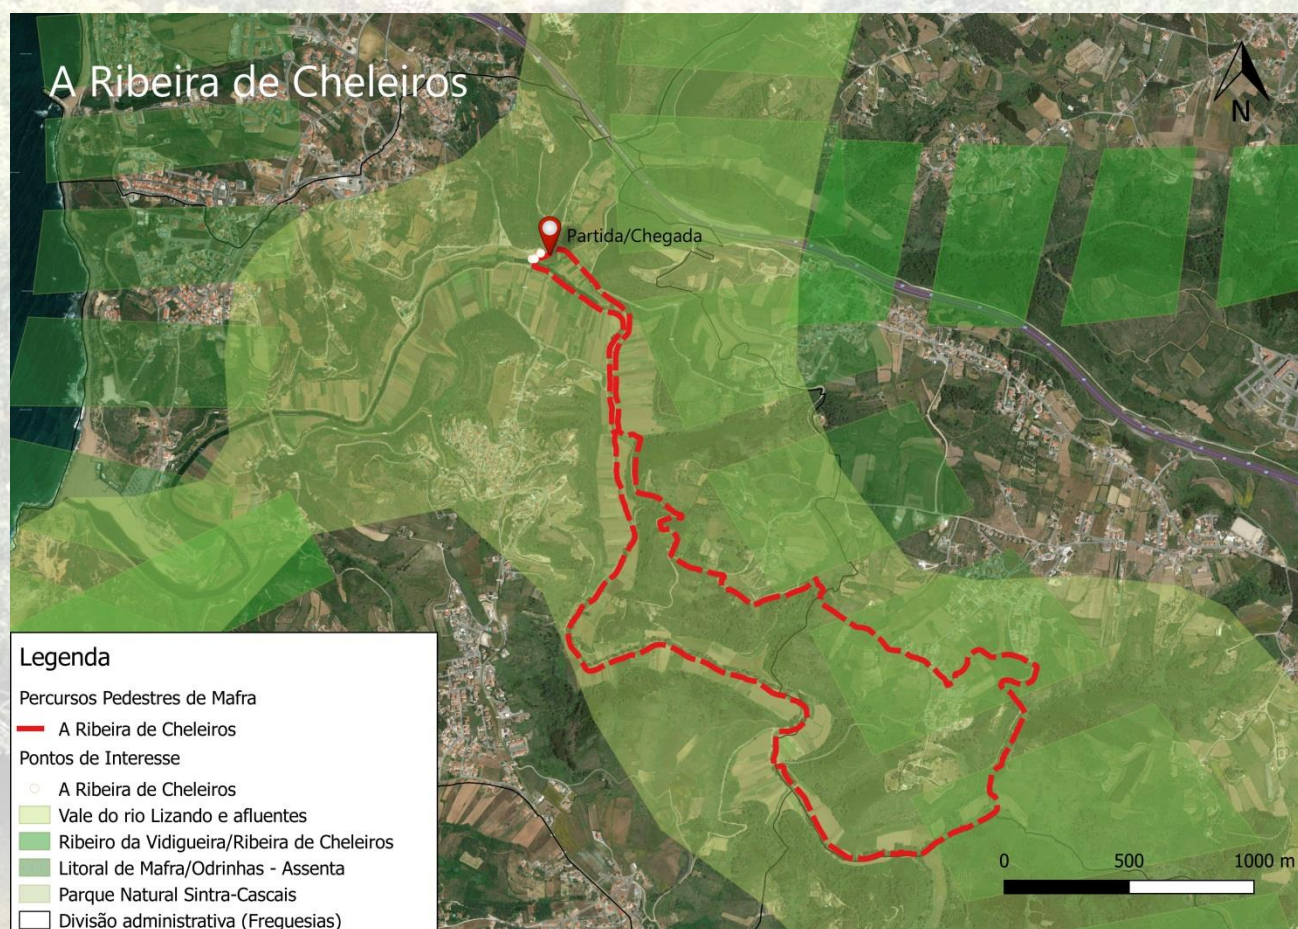 A Ribeira de Cheleiros
N
Partida/Chegada
Legenda
Percursos Pedestres de Mafra
A Ribeira de Cheleiros
Pontos de Interesse
A Ribeira de Cheleiros
Vale do rio Lizando e afluentes
Ribeiro da Vidigueira/Ribeira de Cheleiros
Litoral de Mafra/Odrinhas - Assenta
Parque Natural Sintra-Cascais
Divisão administrativa (Freguesias)
0 500 1000 m